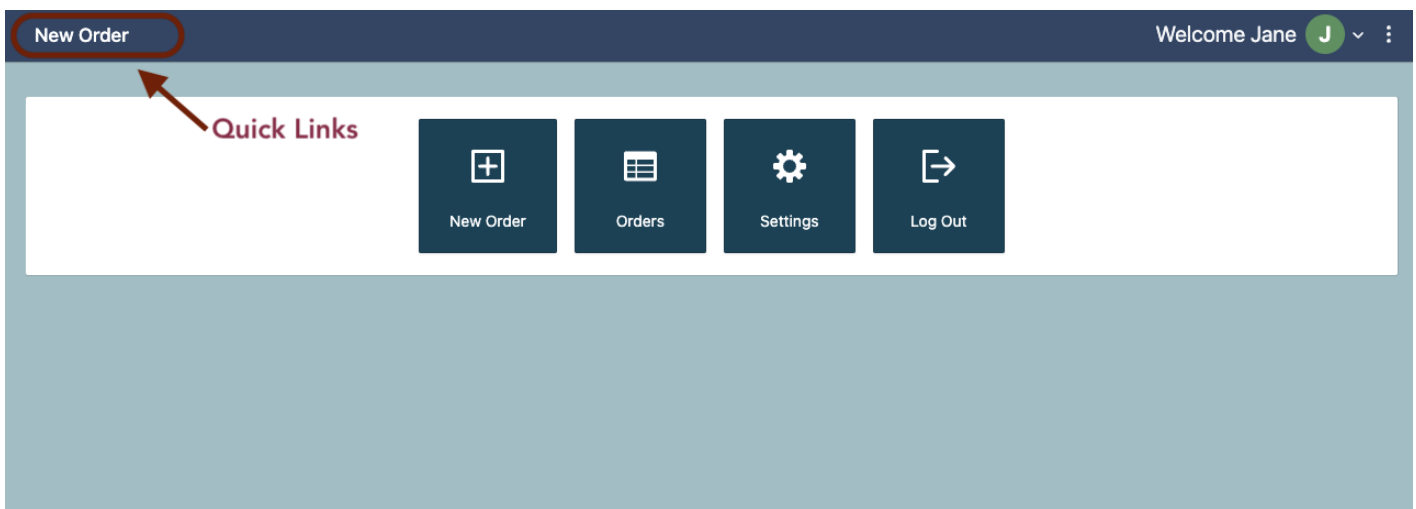 New Order
Welcome Jane J
Quick Links
New Order
Orders
Settings
Log Out